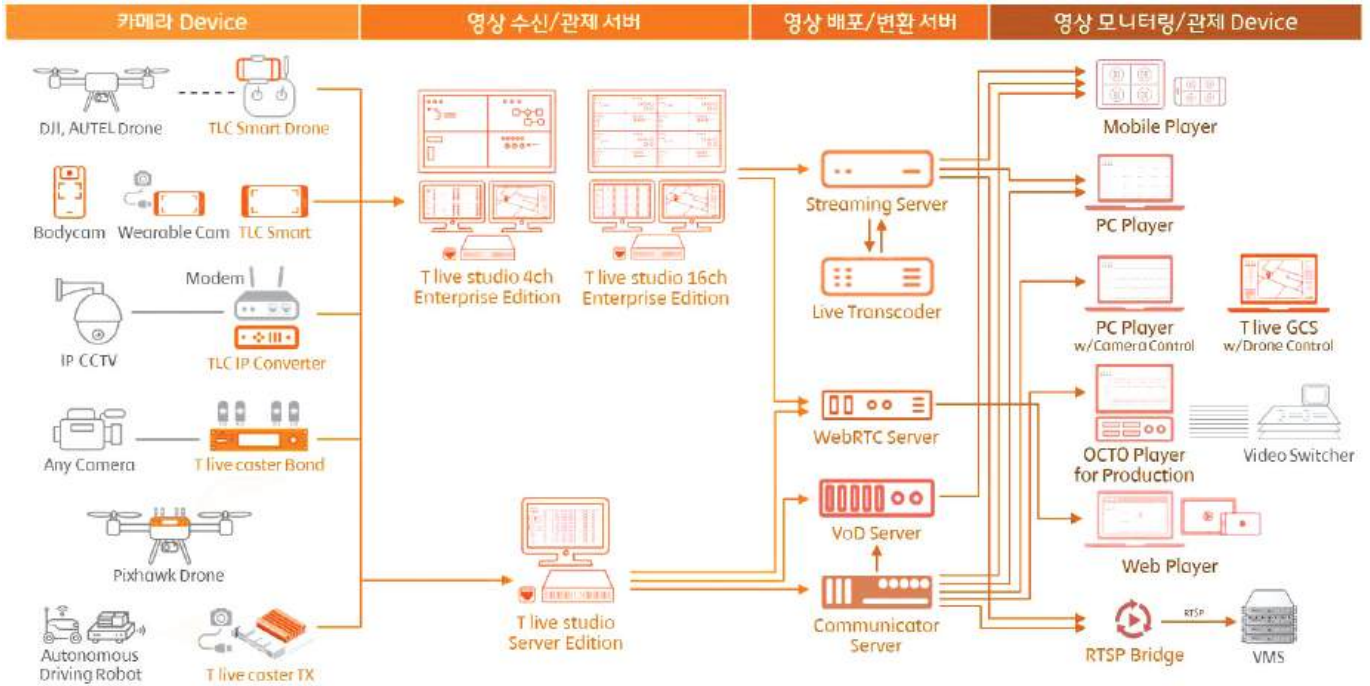 카메라 Device
영상 수신/관제 서버
영상 배포/변환 서버
영상 모니터링/관제 Device
DJI, AUTEL Drone
TLC Smart Drone
Bodycam
Wearable Cam
TLC Smart
Modem
IP CCTV
TLC IP Converter
Any Camera
T live caster Bond
Pixhawk Drone
Autonomous
Driving Robot
T live caster TX
T live studio 4ch
Enterprise Edition
T live studio 16ch
Enterprise Edition
T live studio
Server Edition
Streaming Server
Live Transcoder
WebRTC Server
VoD Server
Communicator
Server
Mobile Player
PC Player
PC Player
w/Camera Control
T live GCS
w/Drone Control
OCTO Player
for Production
Video Switcher
Web Player
RTSP Bridge
RTSP
VMS